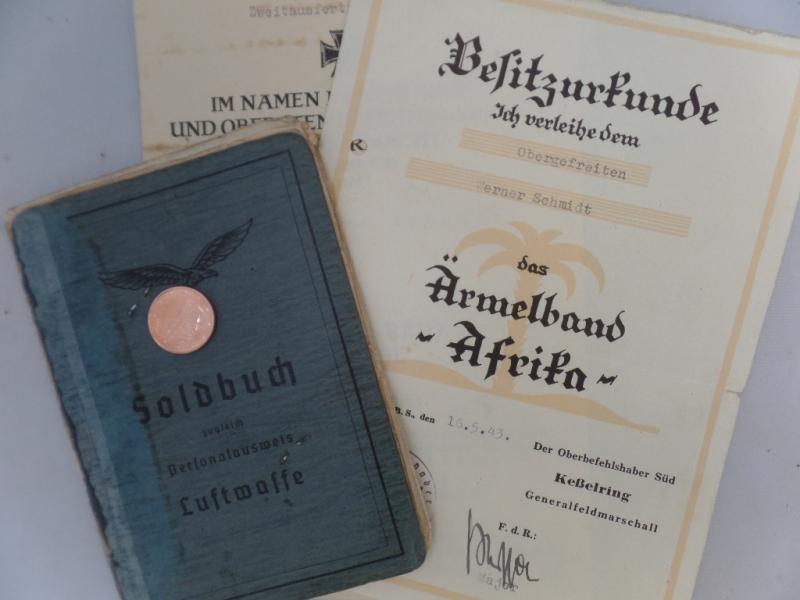 Zweitausfert
IM NAMEN
UND OBER
Besitzurkunde
Ich verleihe dem
Obergefreiten
Werner Schmidt
das
Ärmelband
- Afrika -
n. S., den 16.5.43.
Der Oberbefehlshaber Süd
Keßelring
Generalfeldmarschall
F. d. R.:
Major
Soldbuch
zugleich
Personalausweis
Luftwaffe